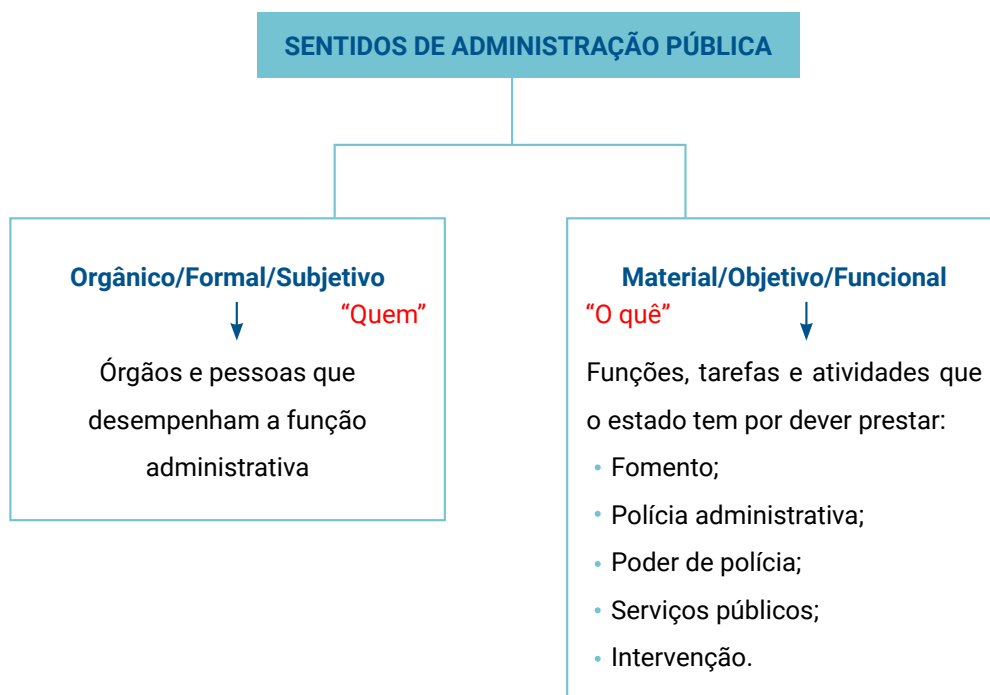 SENTIDOS DE ADMINISTRAÇÃO PÚBLICA
Orgânico/Formal/Subjetivo
“Quem”
Órgãos e pessoas que
desempenham a função
administrativa
Material/Objetivo/Funcional
“O quê”
Funções, tarefas e atividades que
o estado tem por dever prestar:
• Fomento;
• Polícia administrativa;
• Poder de polícia;
• Serviços públicos;
• Intervenção.